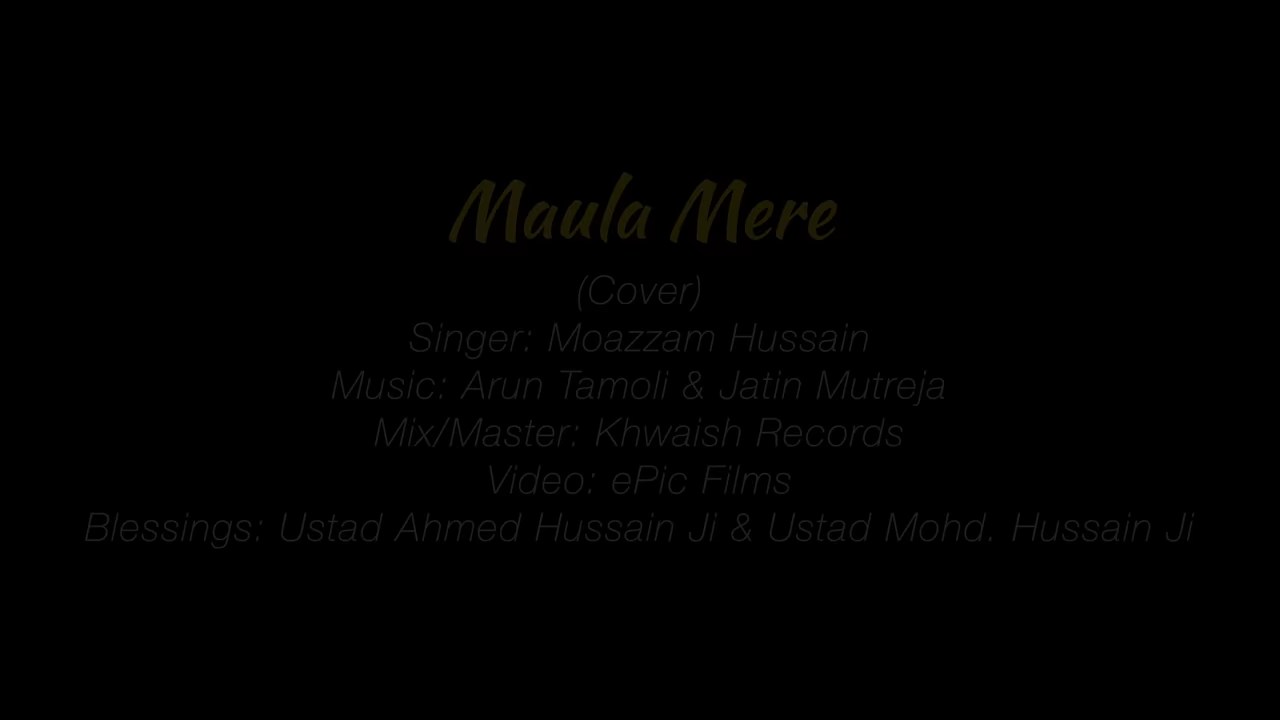 Maula Mere
(Cover)
Singer: Moazzam Hussain
Music: Arun Tamoli & Jatin Mutreja
Mix/Master: Khwaish Records
Video: ePic Films
Blessings: Ustad Ahmed Hussain Ji & Ustad Mohd. Hussain Ji